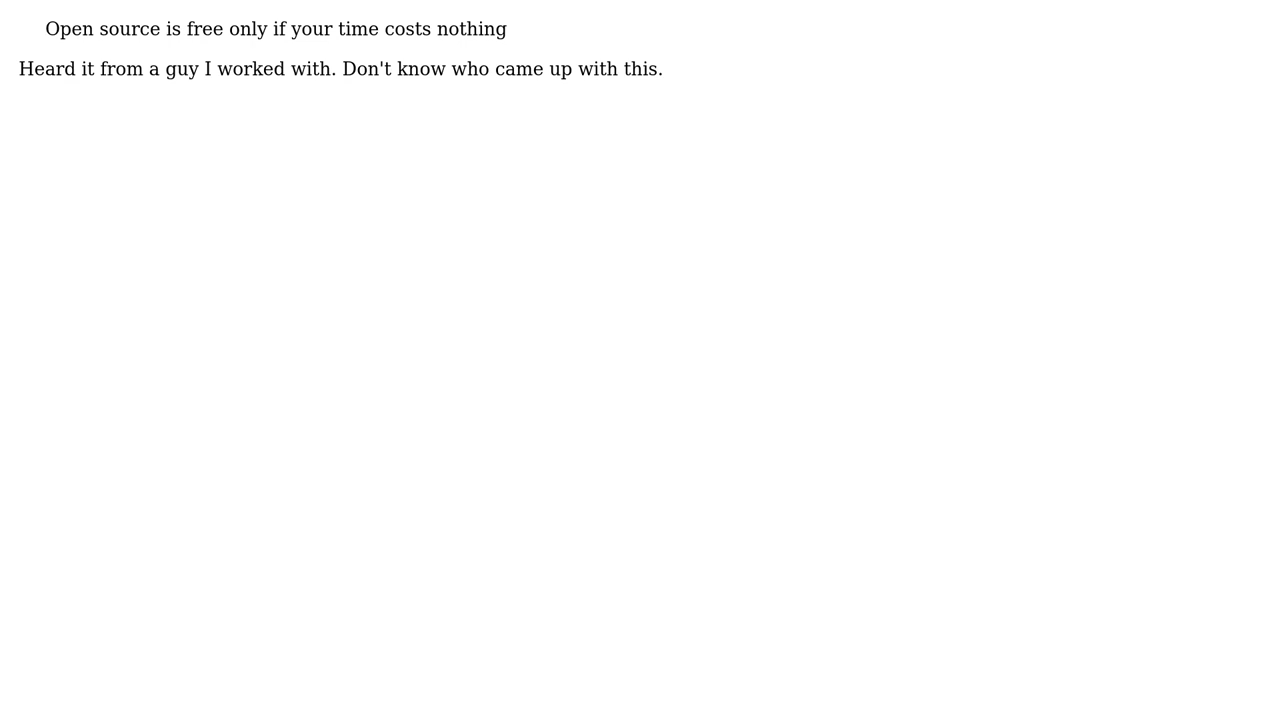 Open source is free only if your time costs nothing
Heard it from a guy I worked with. Don't know who came up with this.